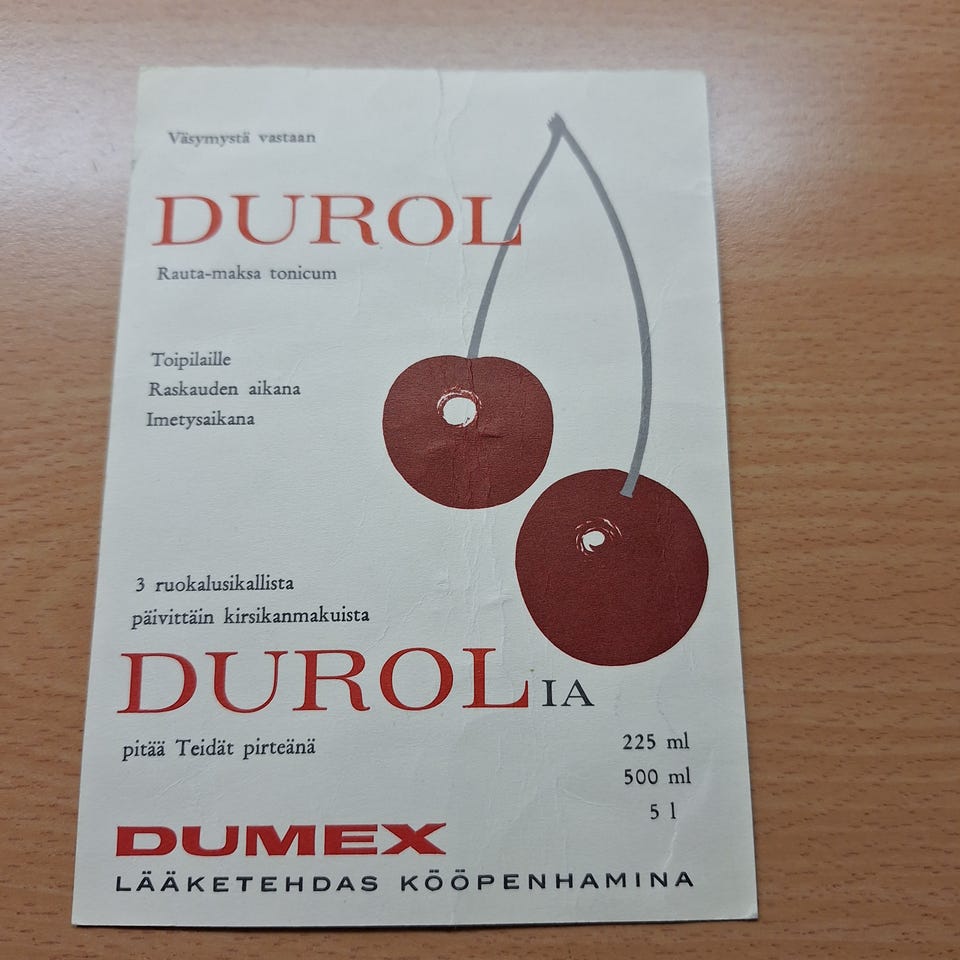 Väsymystä vastaan
DUROL
Rauta-maksa tonicum
Toipilaille
Raskauden aikana
Imetysaikana
3 ruokalusikallista
päivittäin kirsikanmakuista
DUROLIA
pitää Teidät pirteänä
225 ml
500 ml
5 l
DUMEX
LÄÄKETEHDAS KÖÖPENHAMINA